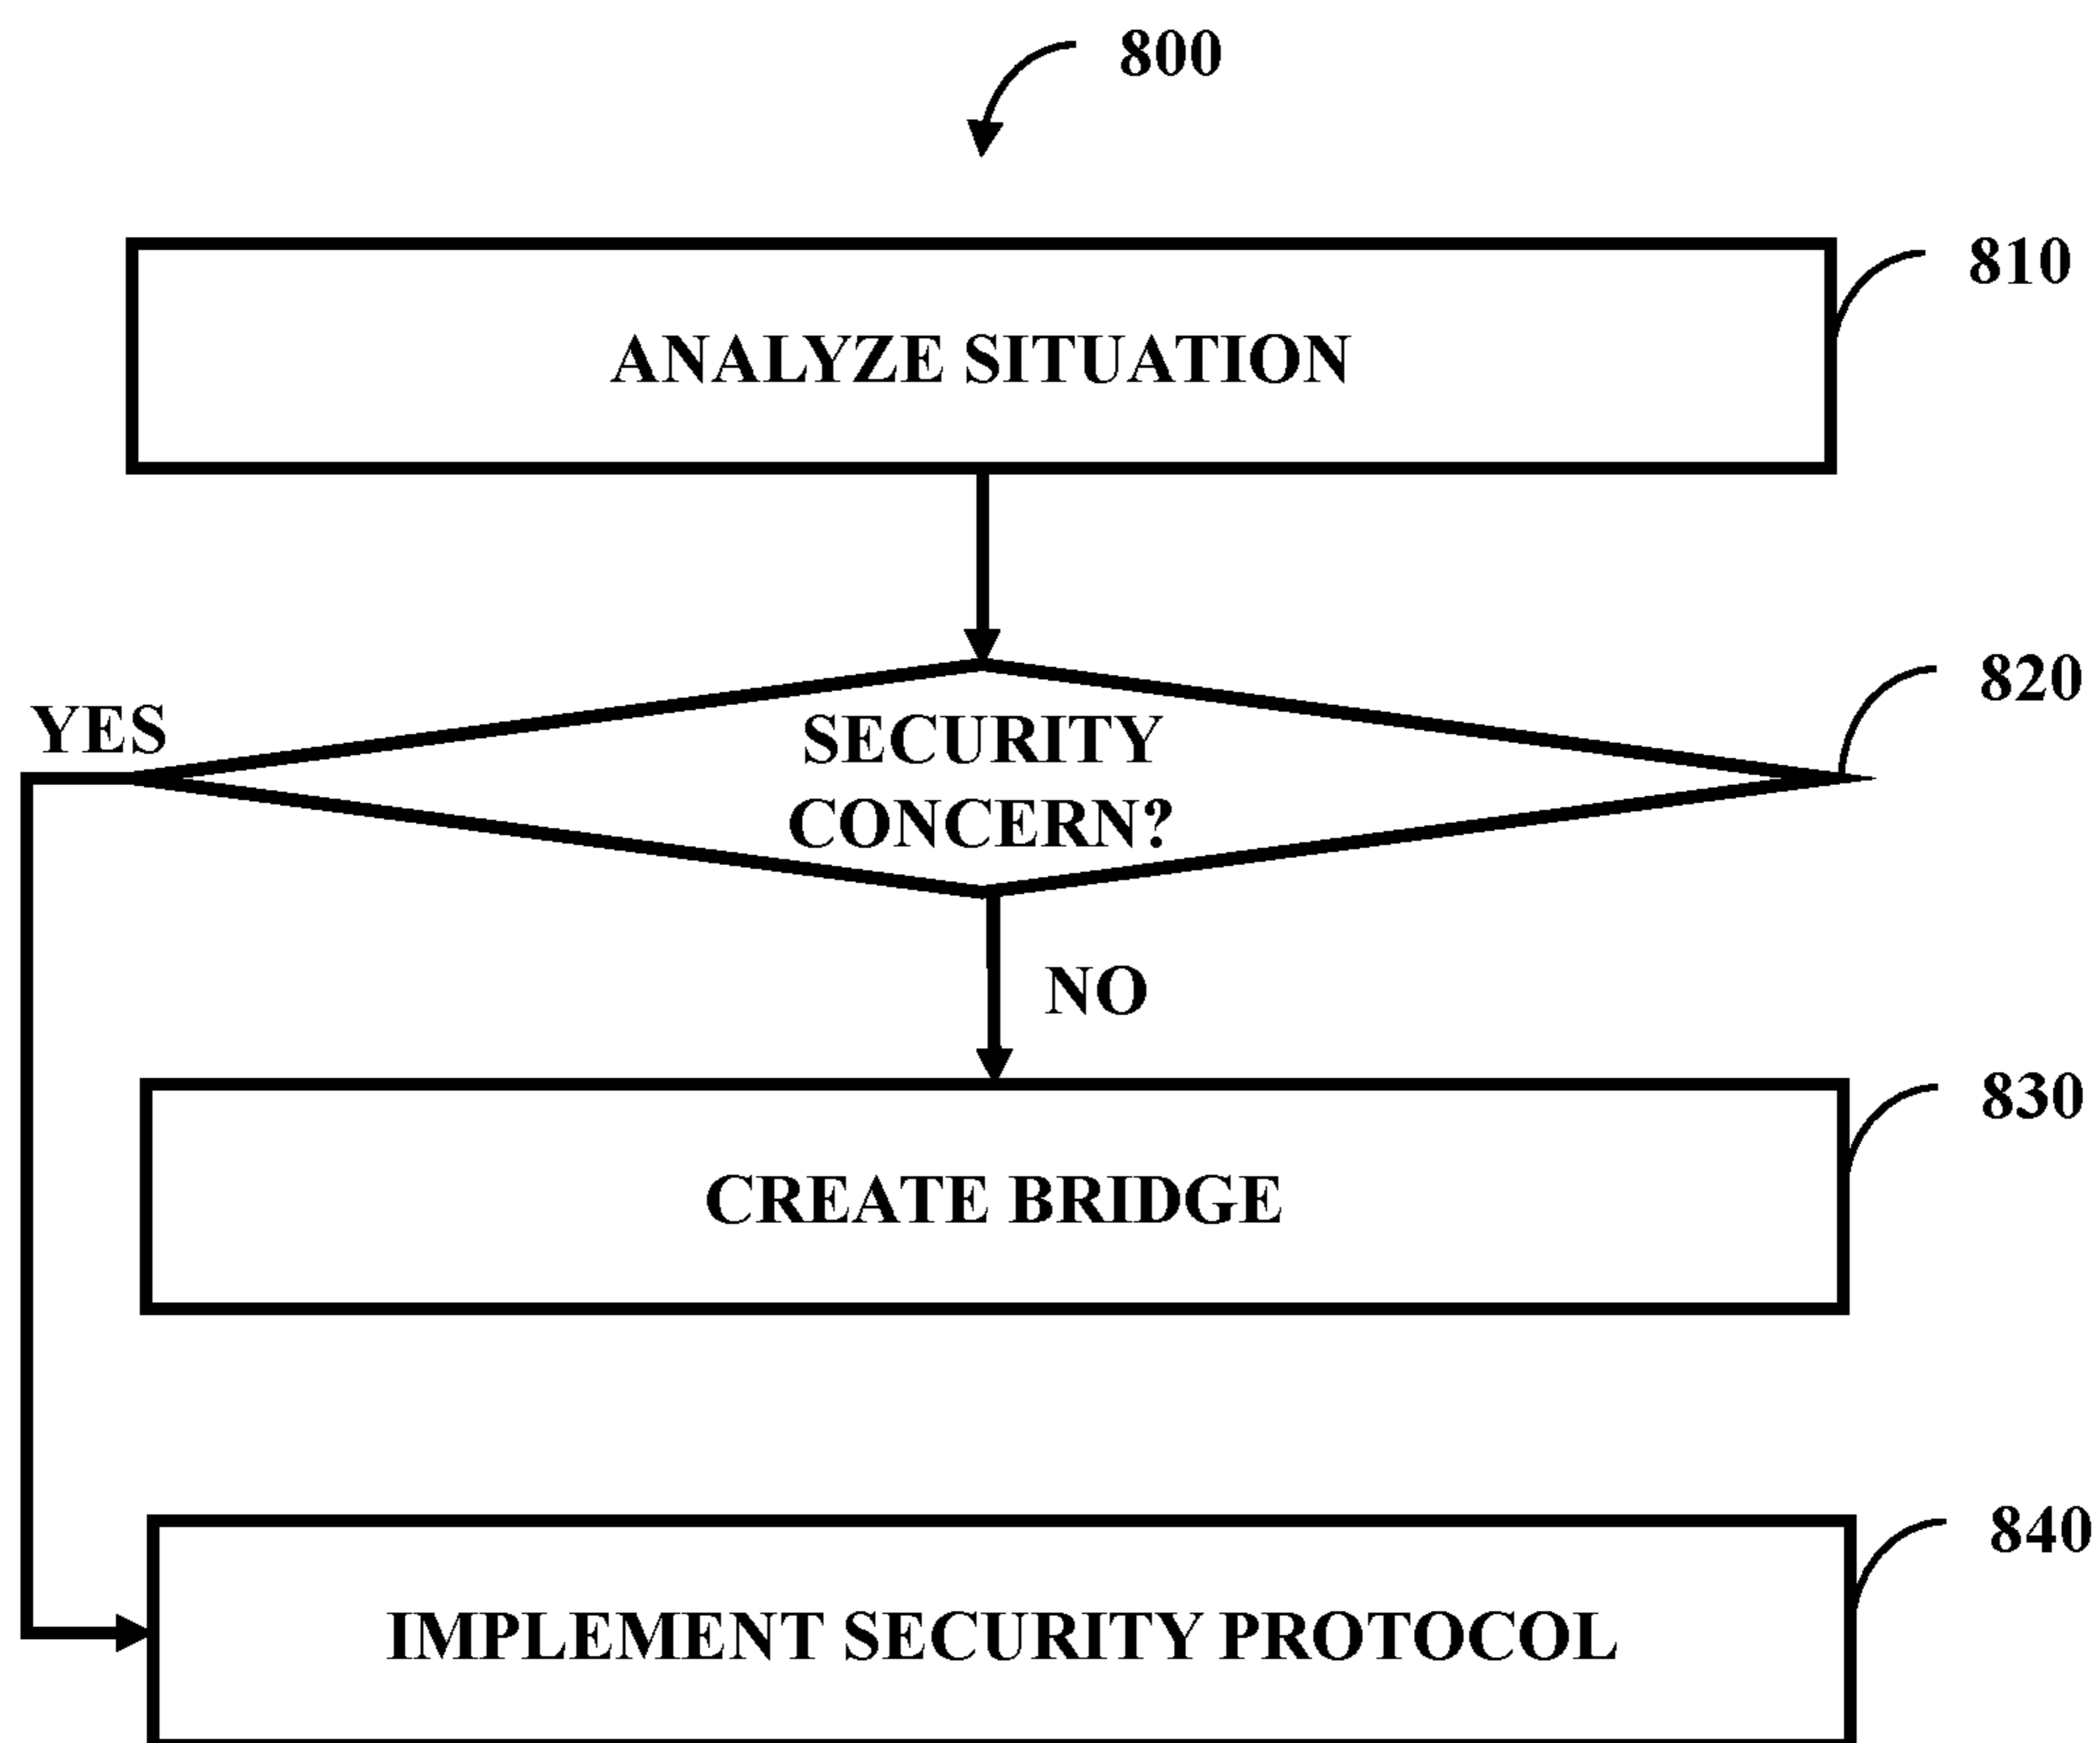 800
810
ANALYZE SITUATION
820
YES
SECURITY
CONCERN?
NO
830
CREATE BRIDGE
840
IMPLEMENT SECURITY PROTOCOL